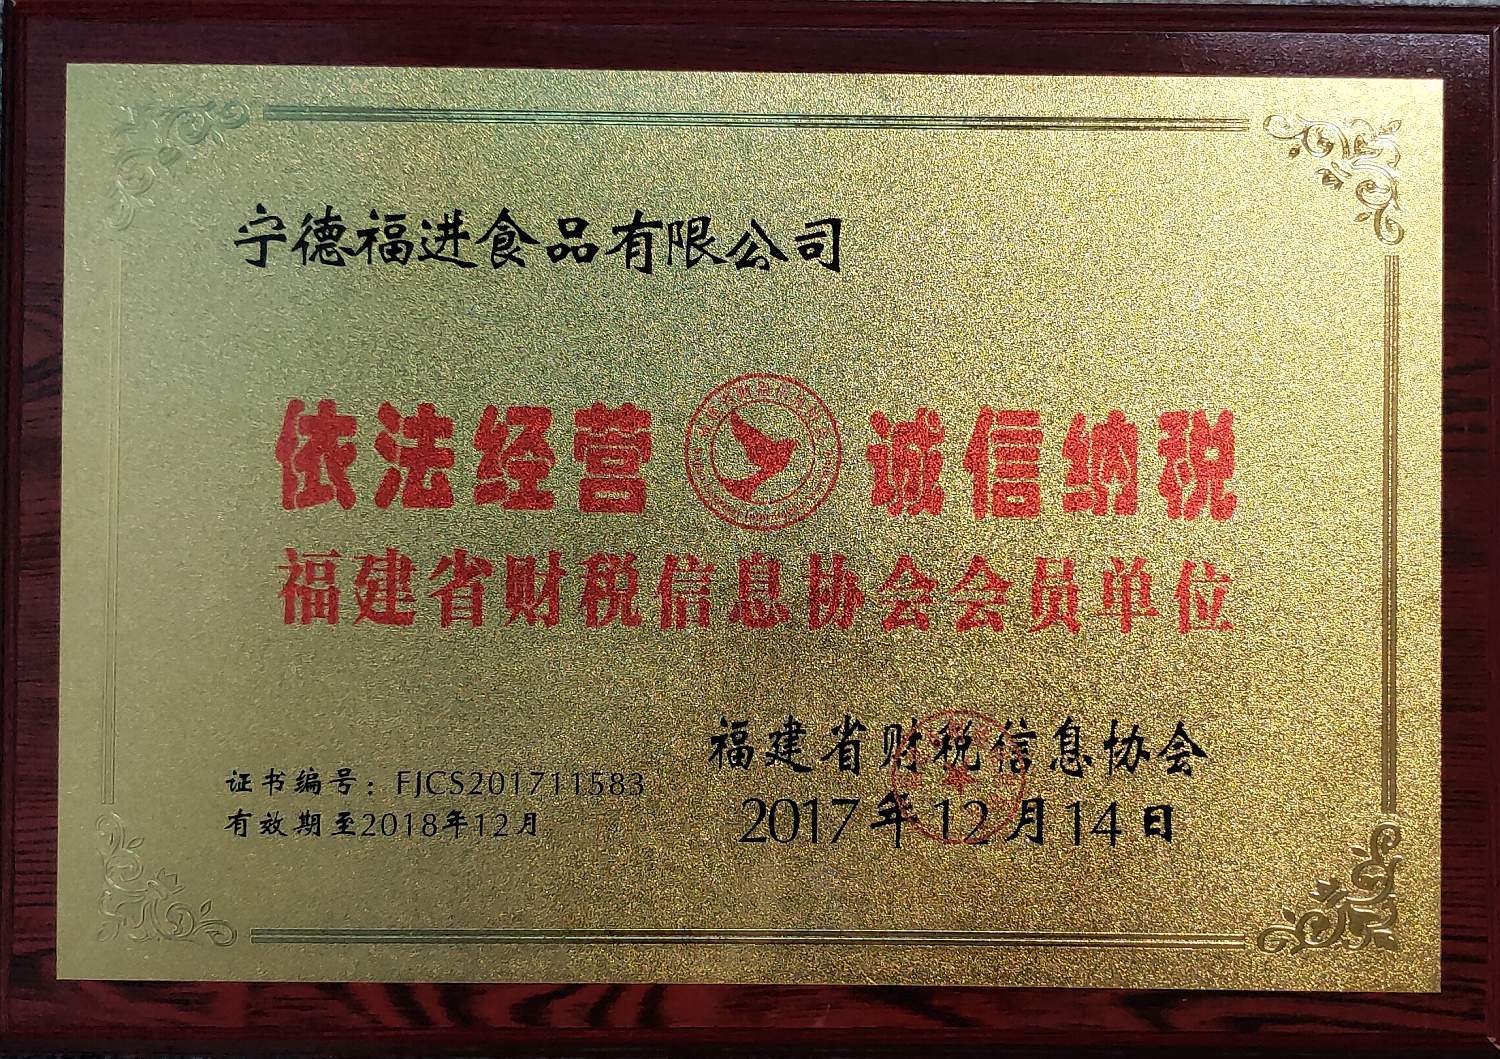 宁德福进食品有限公司
依法经营 诚信纳税
福建省财税信息协会会员单位
福建省财税信息协会
证书编号：FJCS201711583
2017年12月14日
有效期至2018年12月